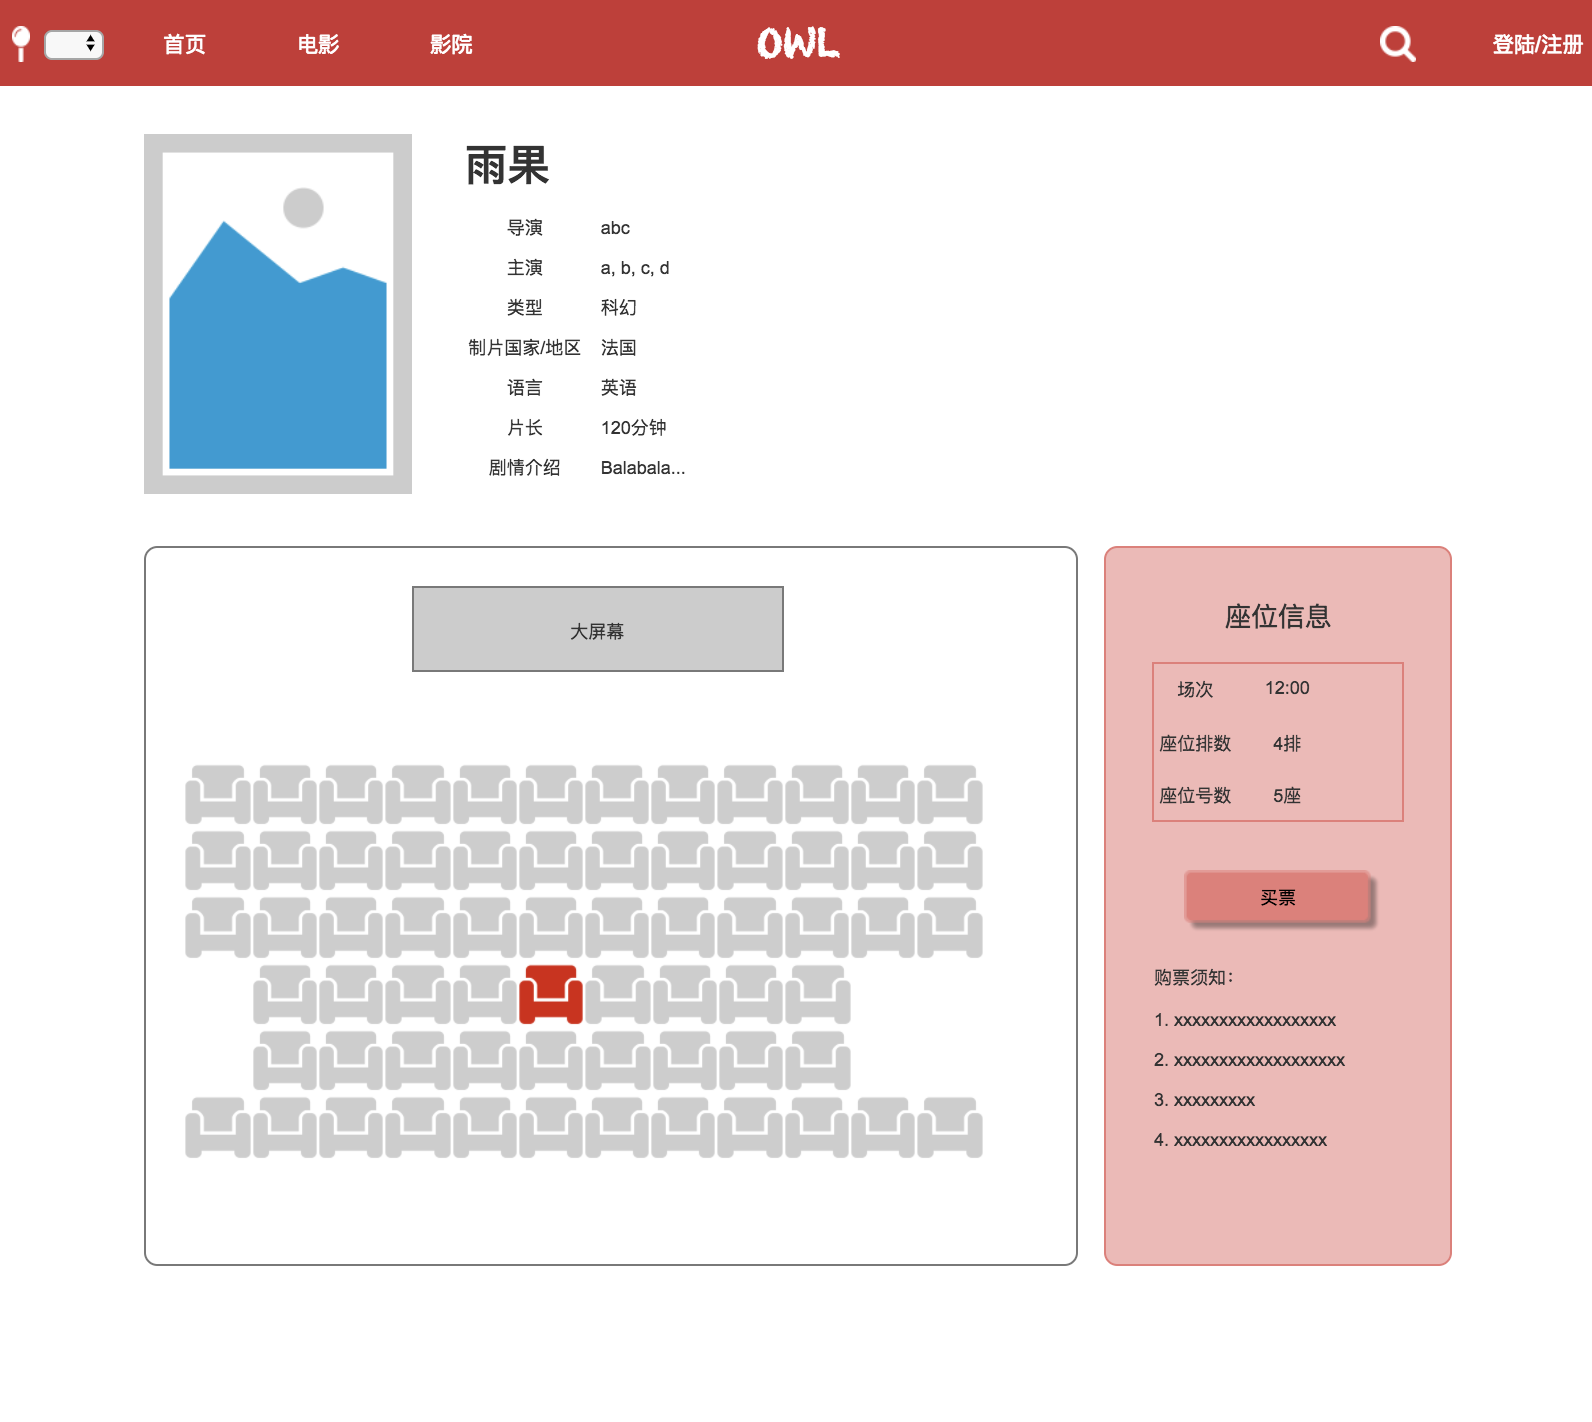 首页 电影 影院 OWL 登陆/注册
雨果
导演 abc
主演 a, b, c, d
类型 科幻
制片国家/地区 法国
语言 英语
片长 120分钟
剧情介绍 Balabala...
大屏幕
座位信息
场次 12:00
座位排数 4排
座位号数 5座
买票
购票须知：
1. xxxxxxxxxxxxxxxxxx
2. xxxxxxxxxxxxxxxxxxx
3. xxxxxxxxx
4. xxxxxxxxxxxxxxxxx